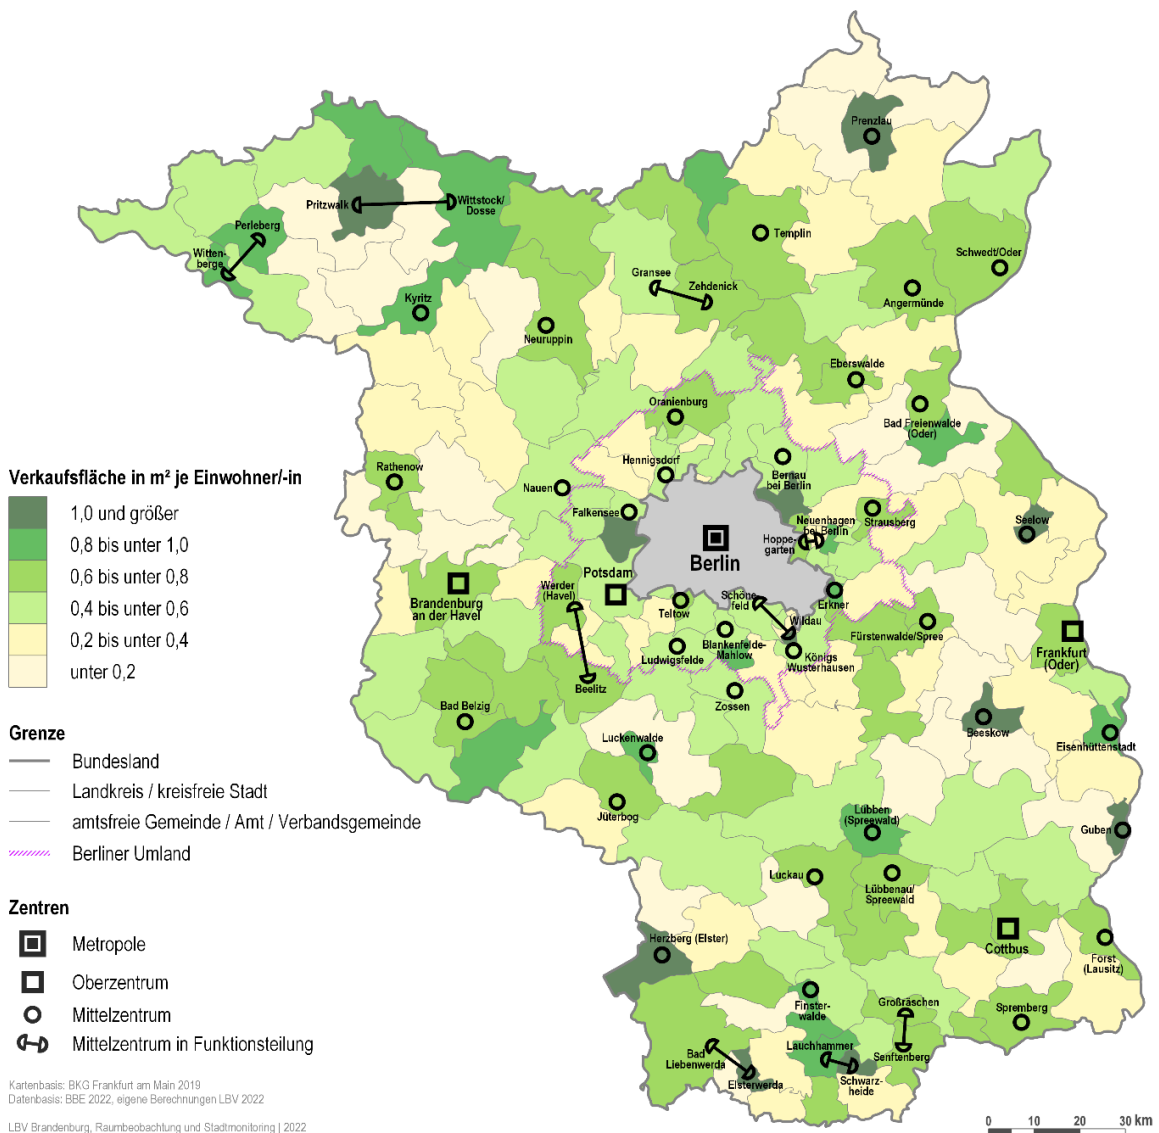 Prenzlau
Pritzwalk
Wittstock/
Dosse
Perleberg
Witten-
berge
Templin
Schwedt/Oder
Gransee
Zehdenick
Angermünde
Kyritz
Neuruppin
Eberswalde
Oranienburg
Bad Freienwalde
(Oder)
Hennigsdorf
Rathenow
Nauen
Bernau
bei Berlin
Falkensee
Neuenhagen
bei Berlin
Strausberg
Seelow
Hoppe-
garten
Berlin
Potsdam
Werder
(Havel)
Brandenburg
an der Havel
Teltow
Schöne-
feld
Erkner
Wildau
Fürstenwalde/Spree
Frankfurt
(Oder)
Blankenfelde-
Mahlow
Ludwigsfelde
Königs
Wusterhausen
Beelitz
Zossen
Bad Belzig
Beeskow
Eisenhüttenstadt
Luckenwalde
Jüterbog
Lübben
(Spreewald)
Guben
Luckau
Lübbenau/
Spreewald
Herzberg (Elster)
Cottbus
Forst
(Lausitz)
Finster-
walde
Großräschen
Spremberg
Lauchhammer
Senftenberg
Bad
Liebenwerda
Elsterwerda
Schwarz-
heide
Verkaufsfläche in m² je Einwohner/-in
1,0 und größer
0,8 bis unter 1,0
0,6 bis unter 0,8
0,4 bis unter 0,6
0,2 bis unter 0,4
unter 0,2
Grenze
Bundesland
Landkreis / kreisfreie Stadt
amtsfreie Gemeinde / Amt / Verbandsgemeinde
Berliner Umland
Zentren
Metropole
Oberzentrum
Mittelzentrum
Mittelzentrum in Funktionsteilung
Kartenbasis: BKG Frankfurt am Main 2019
Datenbasis: BBE 2022, eigene Berechnungen LBV 2022
LBV Brandenburg, Raumbeobachtung und Stadtmonitoring | 2022
0 10 20 30 km